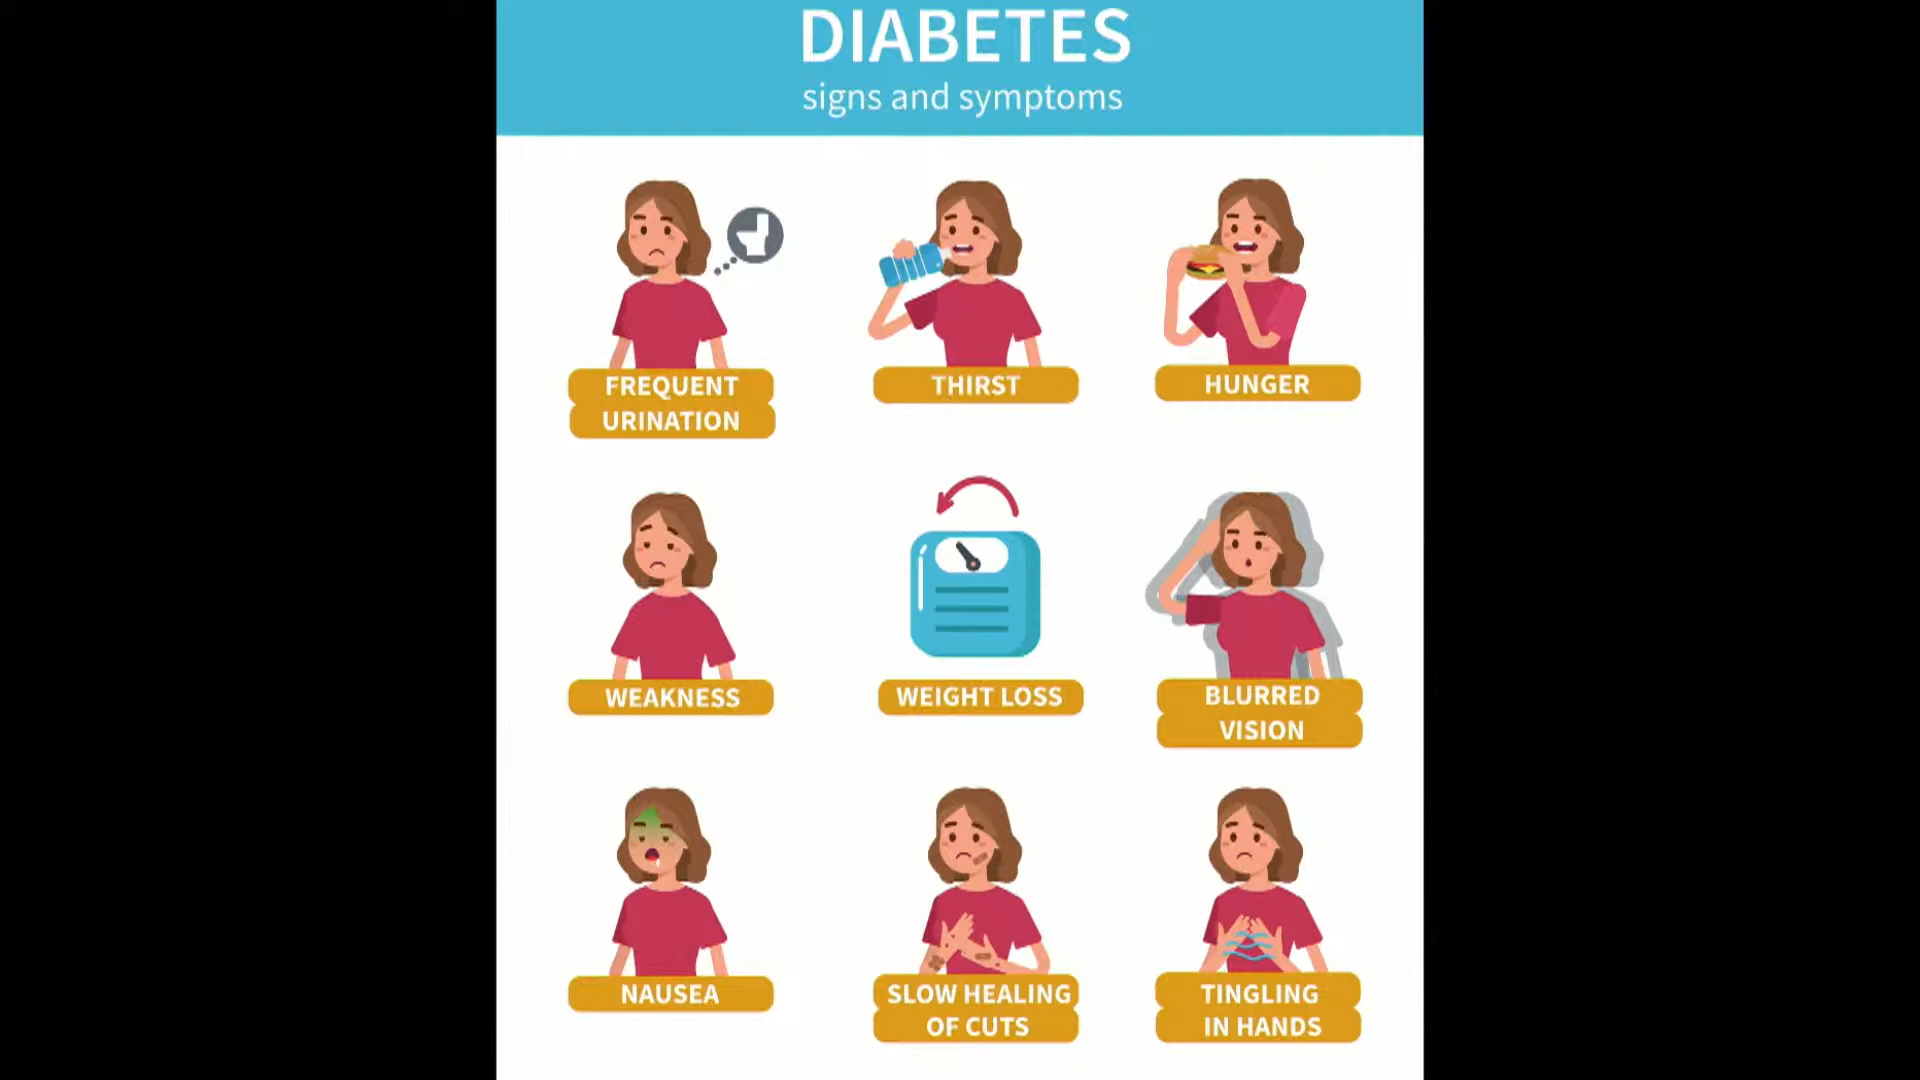 DIABETES
signs and symptoms
FREQUENT
URINATION
THIRST
HUNGER
WEAKNESS
WEIGHT LOSS
BLURRED
VISION
NAUSEA
SLOW HEALING
OF CUTS
TINGLING
IN HANDS